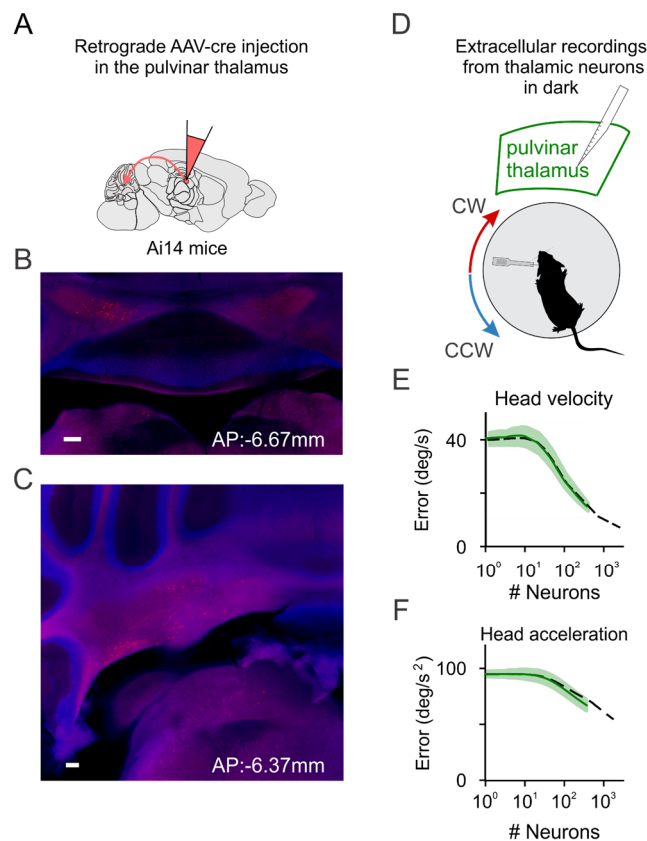 A
Retrograde AAV-cre injection
in the pulvinar thalamus
Ai14 mice
B
AP:-6.67mm
C
AP:-6.37mm
D
Extracellular recordings
from thalamic neurons
in dark
pulvinar
thalamus
CW
CCW
E
Head velocity
Error (deg/s)
40
0
10⁰ 10¹ 10² 10³
# Neurons
F
Head acceleration
Error (deg/s²)
100
0
10⁰ 10¹ 10² 10³
# Neurons